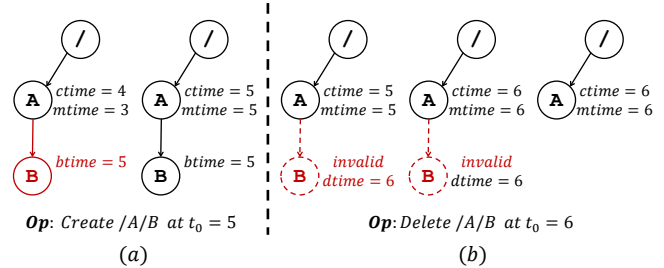 /
A
ctime = 4
mtime = 3
B
btime = 5
/
A
ctime = 5
mtime = 5
B
btime = 5
Op: Create /A/B at t₀ = 5
(a)
/
A
ctime = 5
mtime = 5
B
invalid
dtime = 6
/
A
ctime = 6
mtime = 6
B
invalid
dtime = 6
/
A
ctime = 6
mtime = 6
Op: Delete /A/B at t₀ = 6
(b)